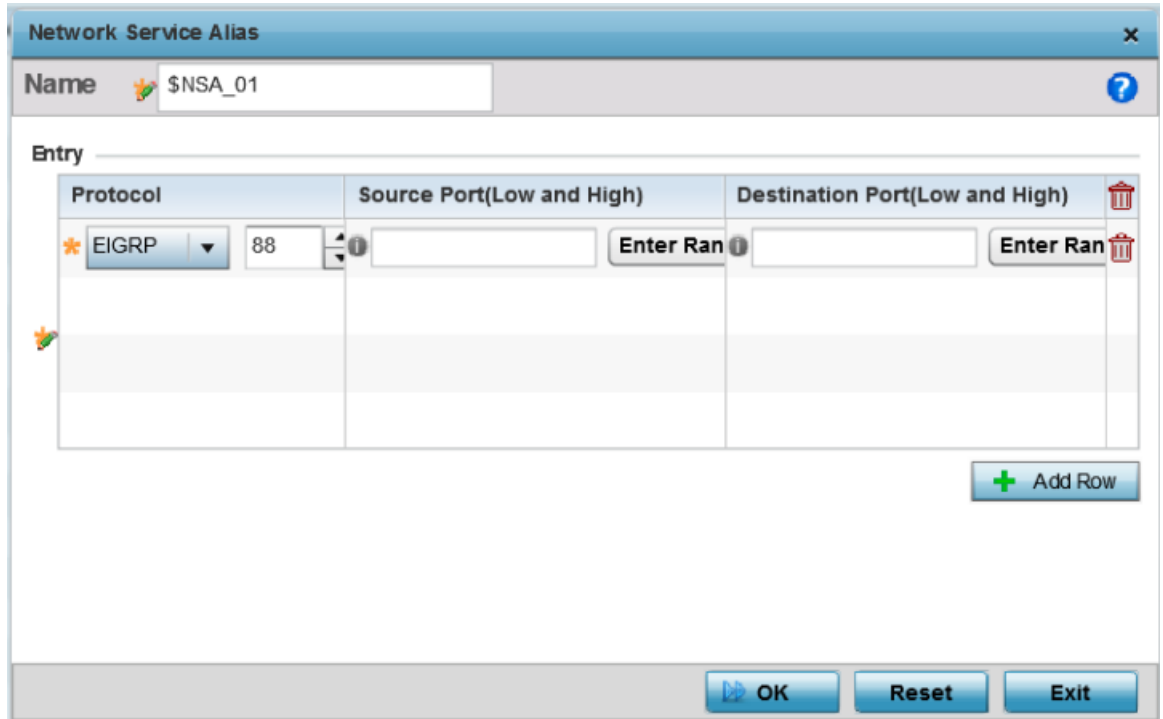 Network Service Alias
Name $NSA_01
Entry
Protocol Source Port(Low and High) Destination Port(Low and High)
EIGRP 88 Enter Ran Enter Ran
Add Row
OK Reset Exit